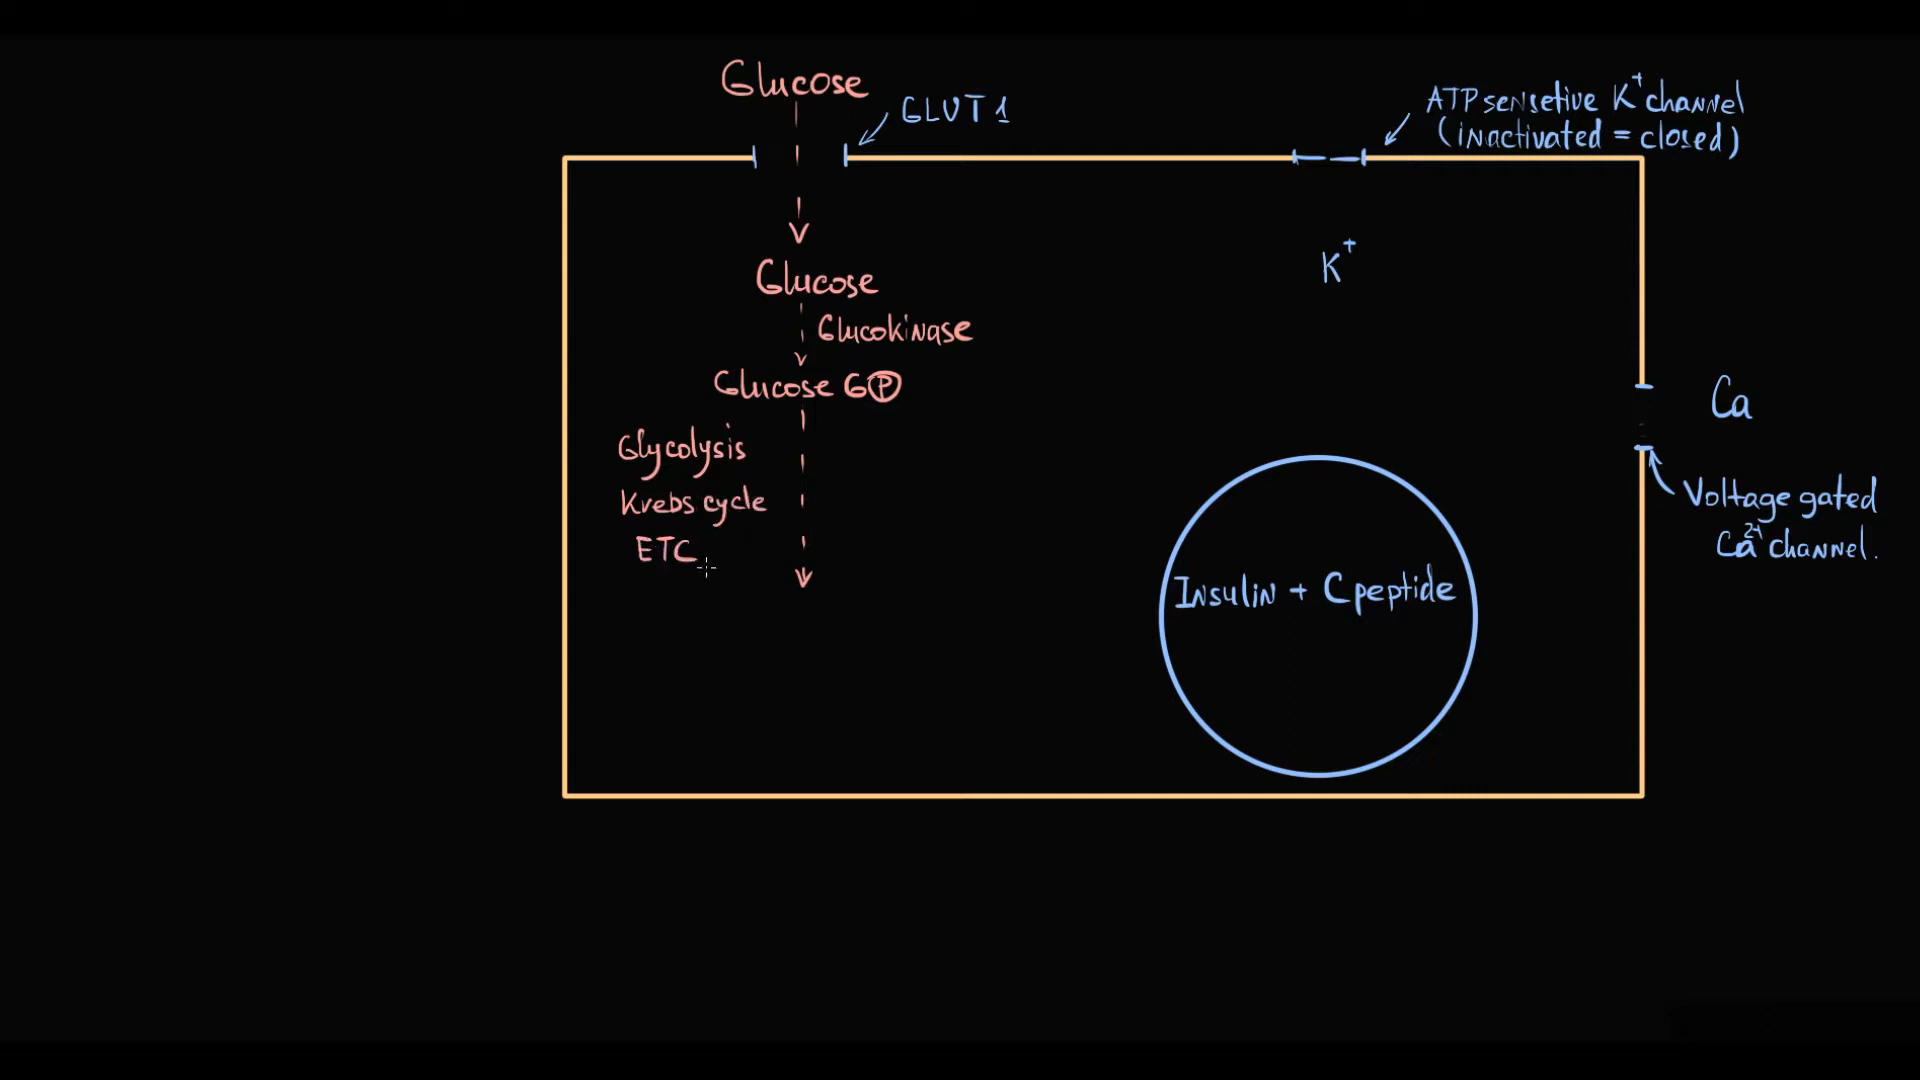 Glucose
GLUT 1
ATP sensetive K+ channel
(inactivated = closed)
K+
Glucose
Glucokinase
Glucose 6P
Glycolysis
Krebs cycle
ETC
Ca
Voltage gated
Ca2+ channel.
Insulin + C peptide